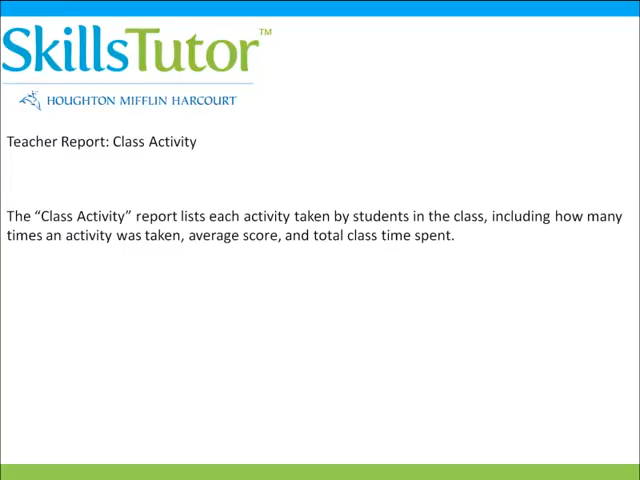 SkillsTutor™
HOUGHTON MIFFLIN HARCOURT
Teacher Report: Class Activity
The “Class Activity” report lists each activity taken by students in the class, including how many
times an activity was taken, average score, and total class time spent.